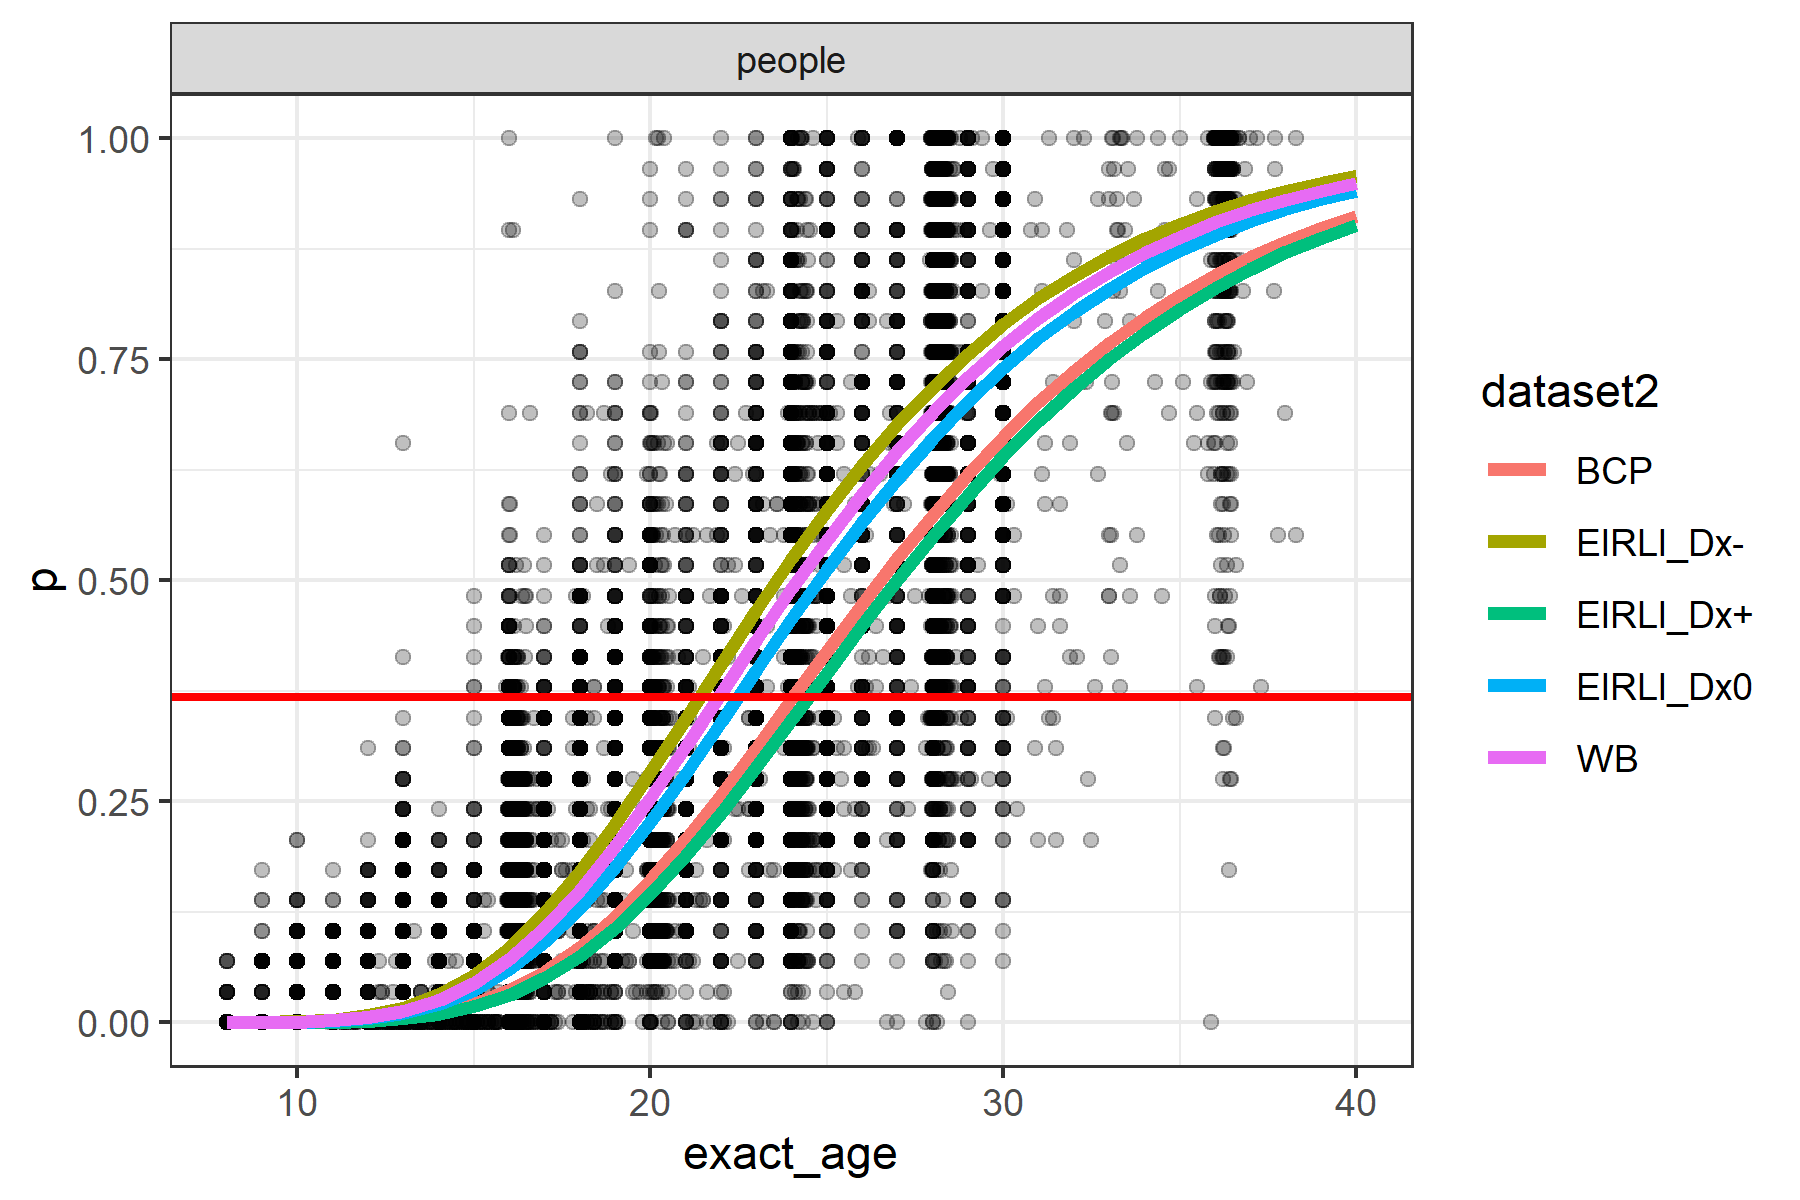 people
1.00
0.75
0.50
0.25
0.00
p
10 20 30 40
exact_age
dataset2
BCP
EIRLI_Dx-
EIRLI_Dx+
EIRLI_Dx0
WB